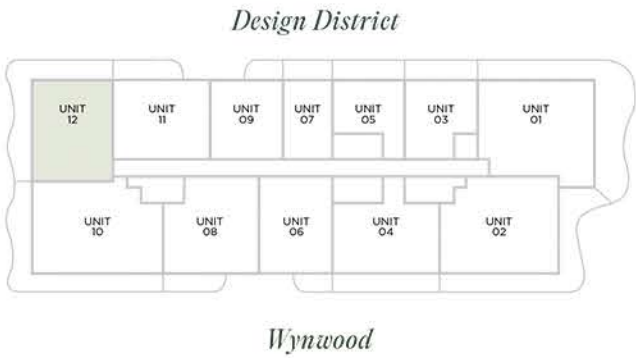 Design District
UNIT
12
UNIT
11
UNIT
09
UNIT
07
UNIT
05
UNIT
03
UNIT
01
UNIT
10
UNIT
08
UNIT
06
UNIT
04
UNIT
02
Wynwood